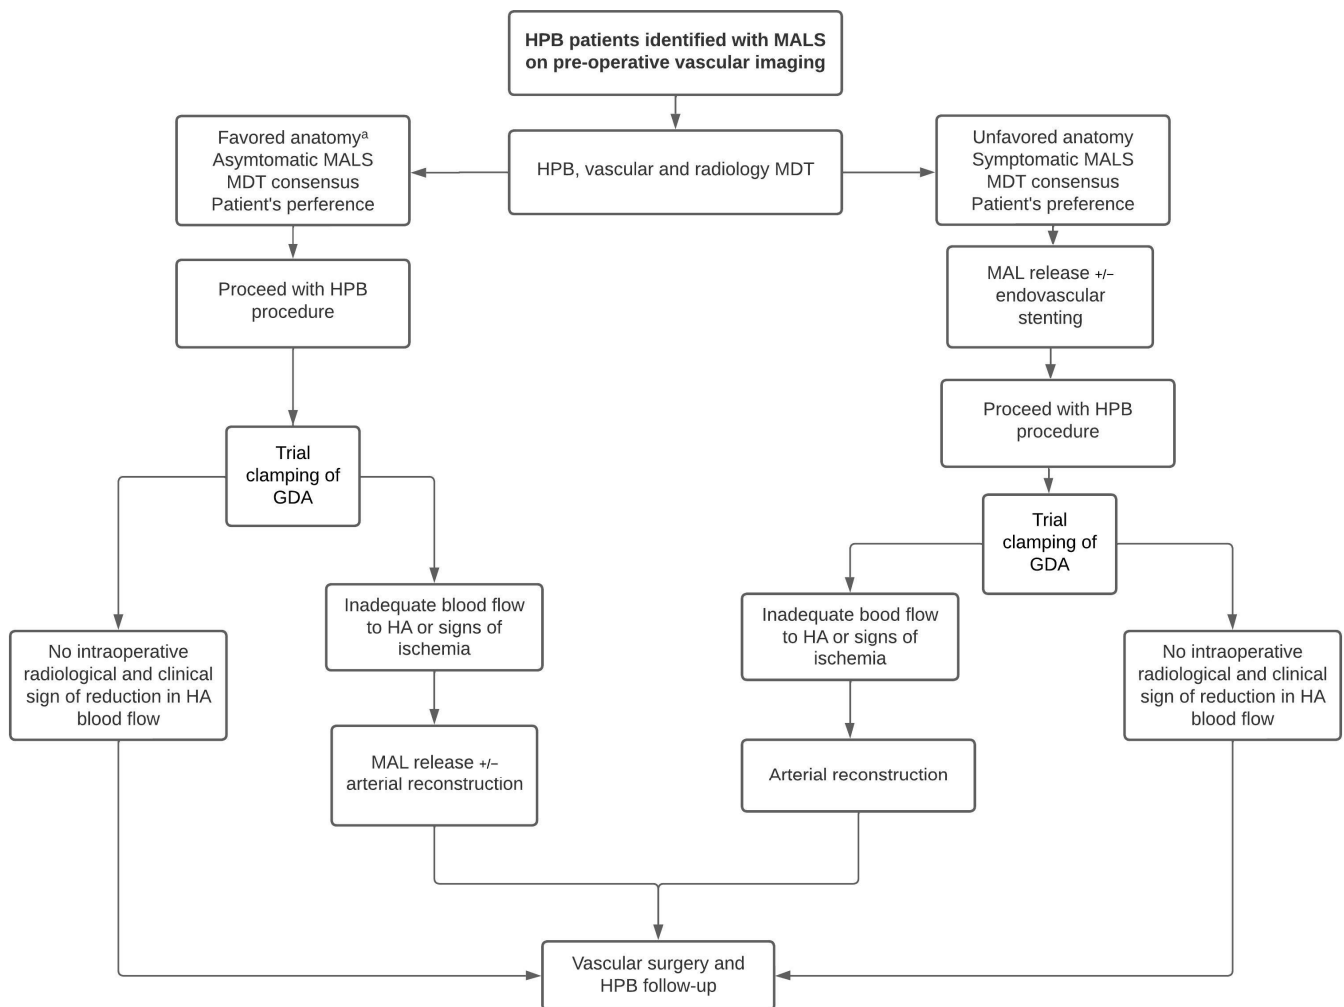 HPB patients identified with MALS
on pre-operative vascular imaging
HPB, vascular and radiology MDT
Favored anatomyᵃ
Asymtomatic MALS
MDT consensus
Patient's perference
Proceed with HPB
procedure
Trial
clamping of
GDA
No intraoperative
radiological and clinical
sign of reduction in HA
blood flow
Inadequate blood flow
to HA or signs of
ischemia
MAL release +/−
arterial reconstruction
Unfavored anatomy
Symptomatic MALS
MDT consensus
Patient's preference
MAL release +/−
endovascular
stenting
Proceed with HPB
procedure
Trial
clamping of
GDA
Inadequate bood flow
to HA or signs of
ischemia
Arterial reconstruction
No intraoperative
radiological and clinical
sign of reduction in HA
blood flow
Vascular surgery and
HPB follow-up